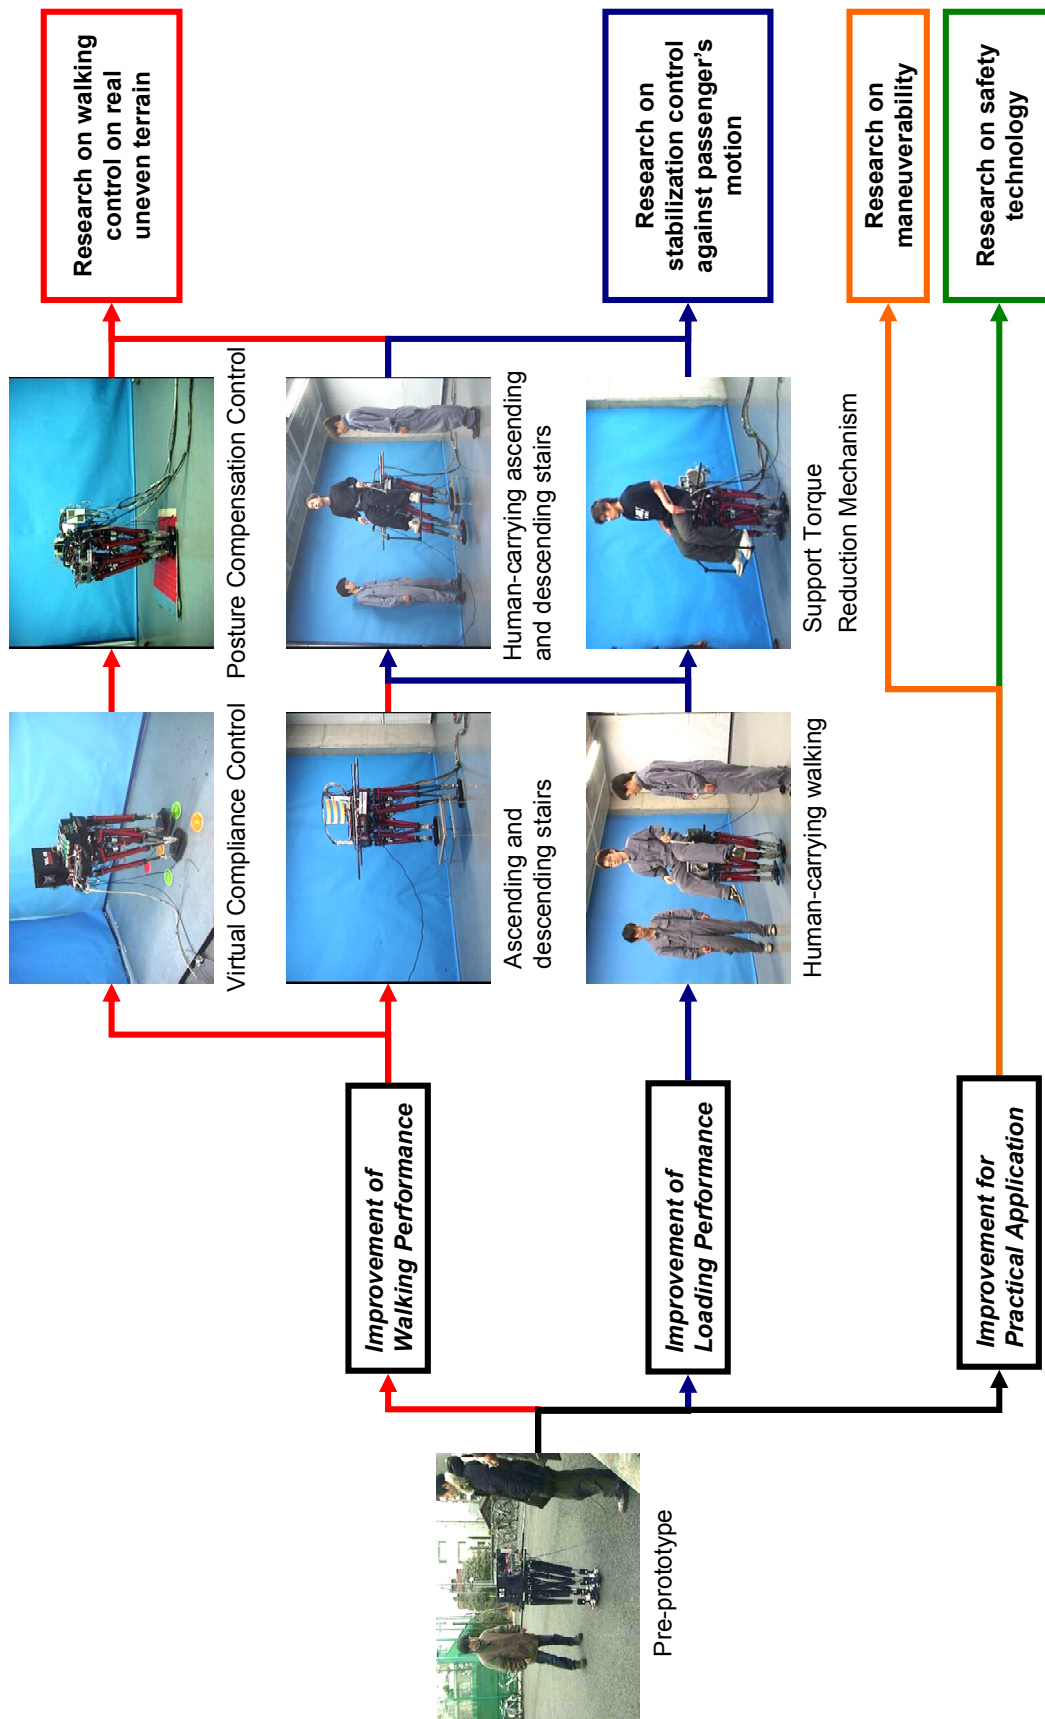 Pre-prototype
Improvement of
Walking Performance
Improvement of
Loading Performance
Improvement for
Practical Application
Virtual Compliance Control
Ascending and
descending stairs
Human-carrying walking
Posture Compensation Control
Human-carrying ascending
and descending stairs
Support Torque
Reduction Mechanism
Research on walking
control on real
uneven terrain
Research on
stabilization control
against passenger's
motion
Research on
maneuverability
Research on safety
technology